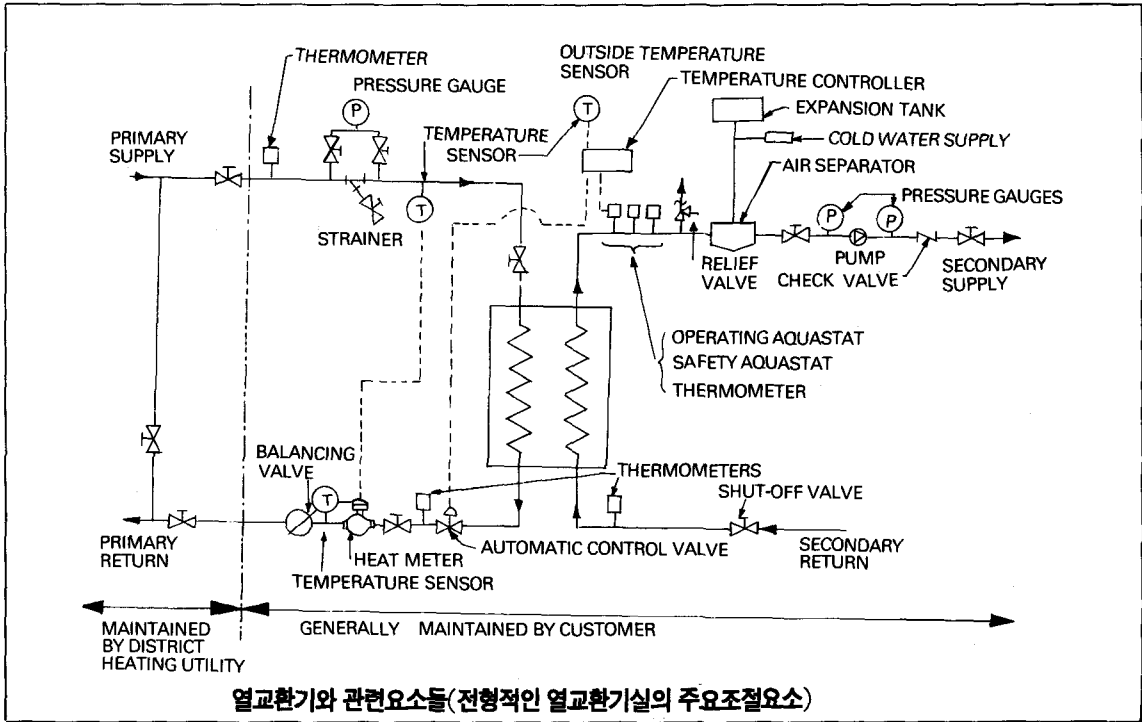 THERMOMETER
PRESSURE GAUGE
P
PRIMARY
SUPPLY
TEMPERATURE
SENSOR
T
STRAINER
OUTSIDE TEMPERATURE
SENSOR
T
TEMPERATURE CONTROLLER
EXPANSION TANK
COLD WATER SUPPLY
AIR SEPARATOR
PRESSURE GAUGES
P
P
RELIEF
VALVE
PUMP
CHECK VALVE
SECONDARY
SUPPLY
OPERATING AQUASTAT
SAFETY AQUASTAT
THERMOMETER
BALANCING
VALVE
T
THERMOMETERS
SHUT-OFF VALVE
PRIMARY
RETURN
HEAT METER
TEMPERATURE SENSOR
AUTOMATIC CONTROL VALVE
SECONDARY
RETURN
MAINTAINED
BY DISTRICT
HEATING UTILITY
GENERALLY MAINTAINED BY CUSTOMER
열교환기와 관련요소들(전형적인 열교환기실의 주요조절요소)